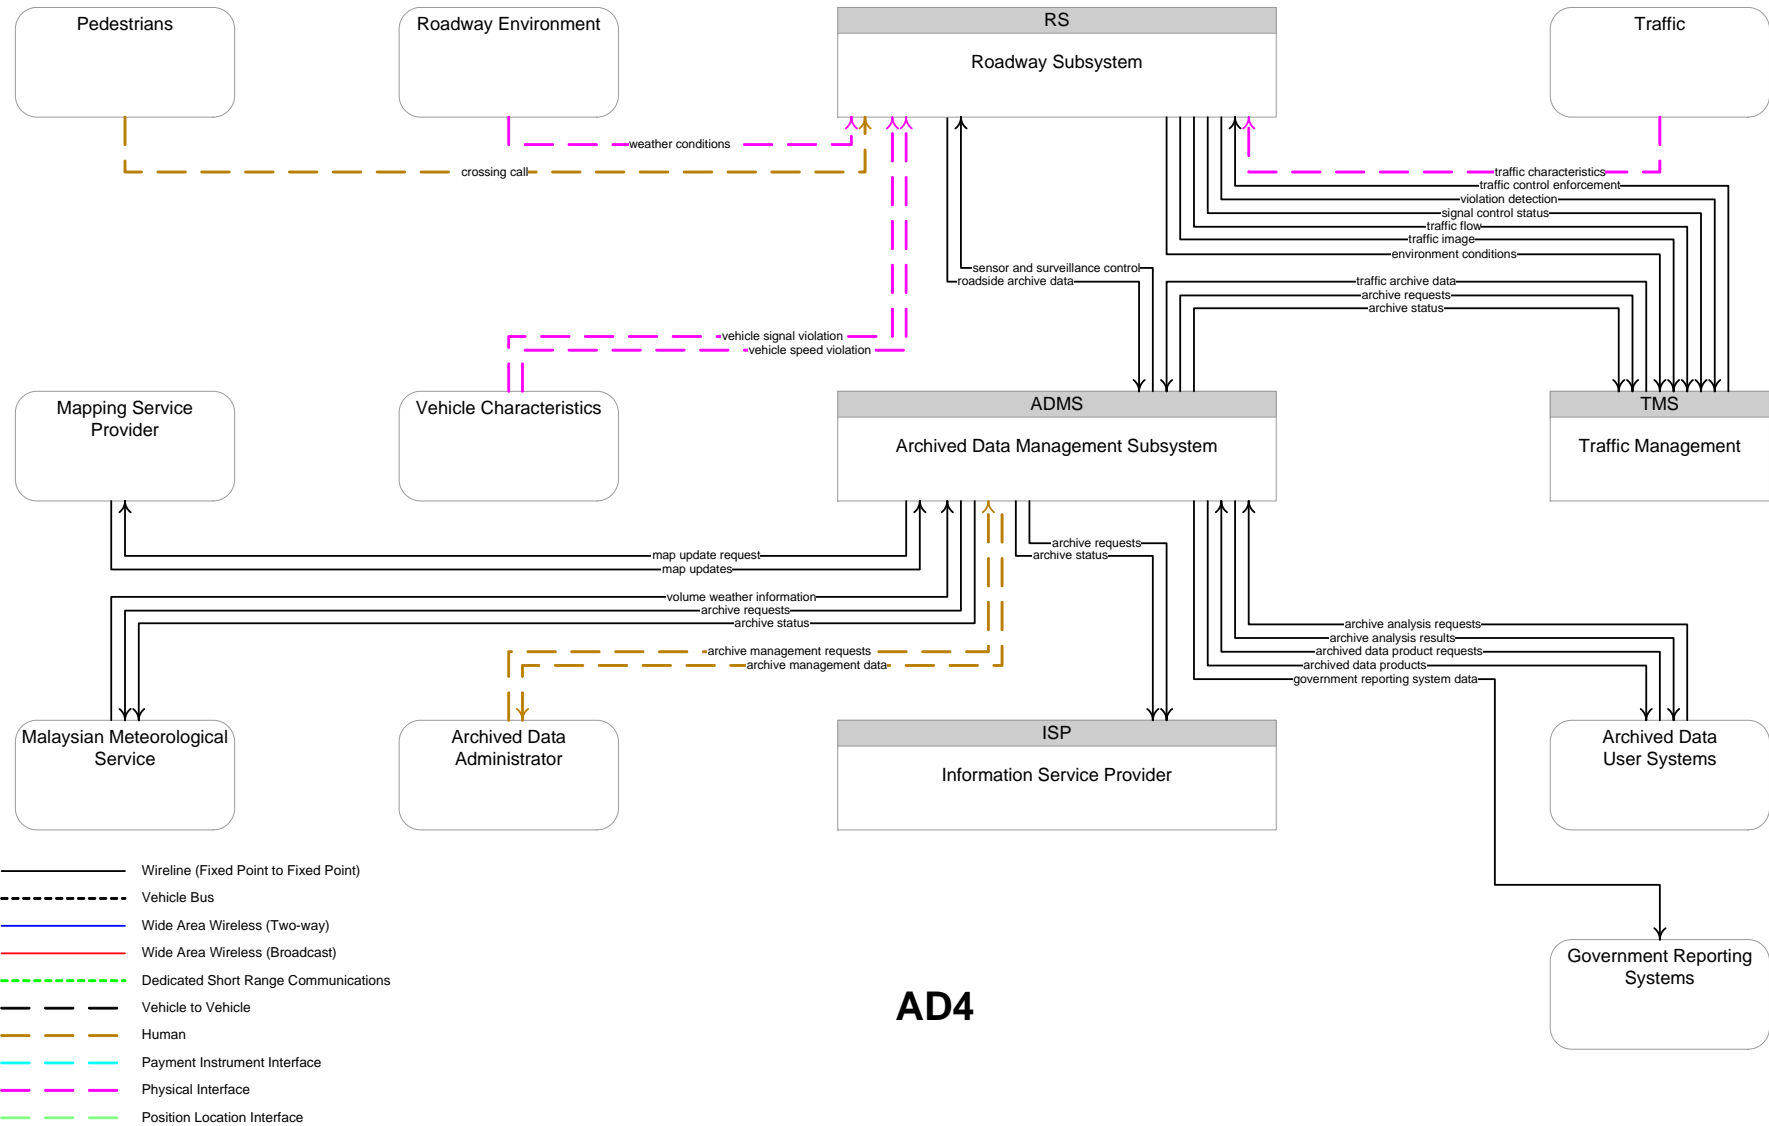 Pedestrians
Roadway Environment
RS
Roadway Subsystem
Traffic
weather conditions
crossing call
traffic characteristics
traffic control enforcement
violation detection
signal control status
traffic flow
traffic image
environment conditions
sensor and surveillance control
roadside archive data
traffic archive data
archive requests
archive status
vehicle signal violation
vehicle speed violation
Mapping Service
Provider
Vehicle Characteristics
ADMS
Archived Data Management Subsystem
TMS
Traffic Management
map update request
map updates
archive requests
archive status
volume weather information
archive requests
archive status
archive management requests
archive management data
archive analysis requests
archive analysis results
archived data product requests
archived data products
government reporting system data
Malaysian Meteorological
Service
Archived Data
Administrator
ISP
Information Service Provider
Archived Data
User Systems
Wireline (Fixed Point to Fixed Point)
Vehicle Bus
Wide Area Wireless (Two-way)
Wide Area Wireless (Broadcast)
Dedicated Short Range Communications
Vehicle to Vehicle
Human
Payment Instrument Interface
Physical Interface
Position Location Interface
AD4
Government Reporting
Systems